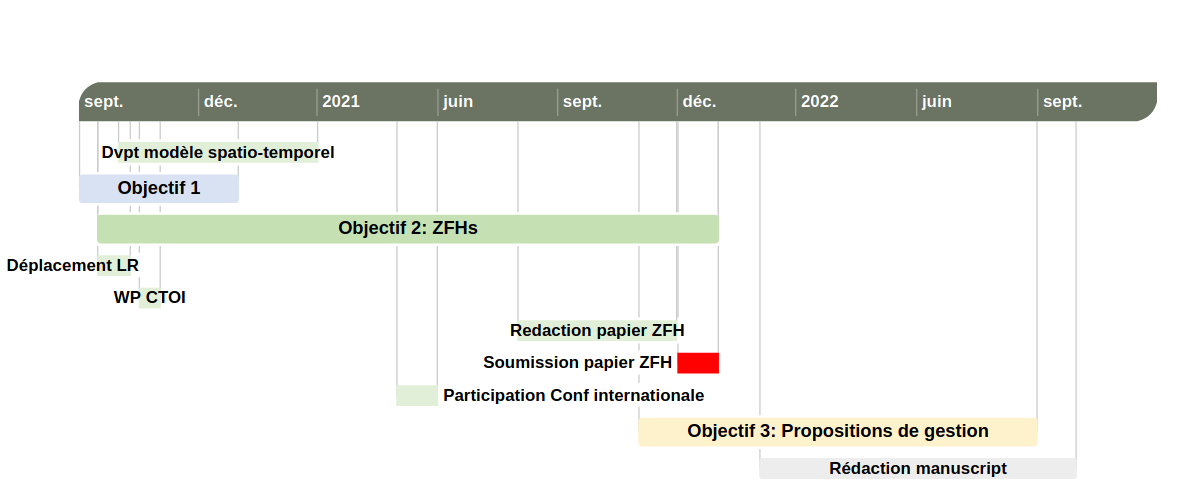 sept. déc. 2021 juin sept. déc. 2022 juin sept.
Dvpt modèle spatio-temporel
Objectif 1
Objectif 2: ZFHs
Déplacement LR
WP CTOI
Redaction papier ZFH
Soumission papier ZFH
Participation Conf internationale
Objectif 3: Propositions de gestion
Rédaction manuscript